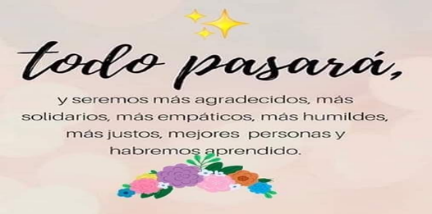 todo pasará,
y seremos más agradecidos, más
solidarios, más empáticos, más humildes,
más justos, mejores personas y
habremos aprendido.